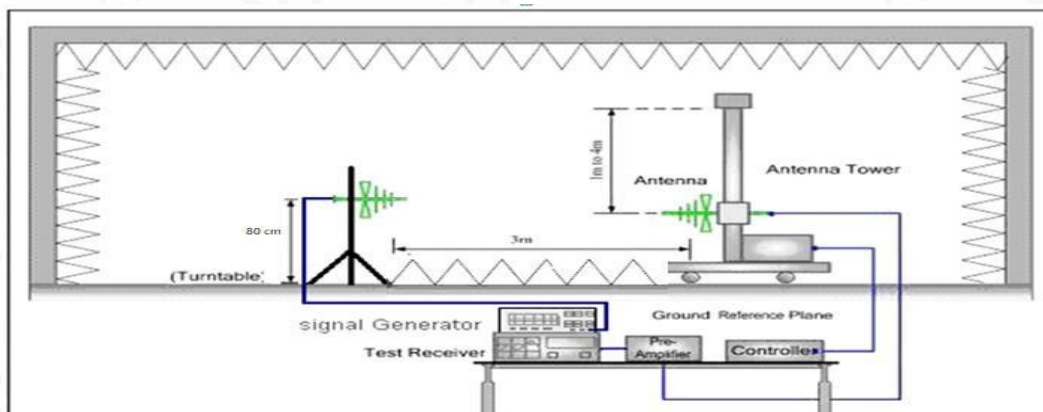 1m to 4m
Antenna
Antenna Tower
80 cm
3m
(Turntable)
Ground Reference Plane
signal Generator
Test Receiver
Pre-
Amplifier
Controller